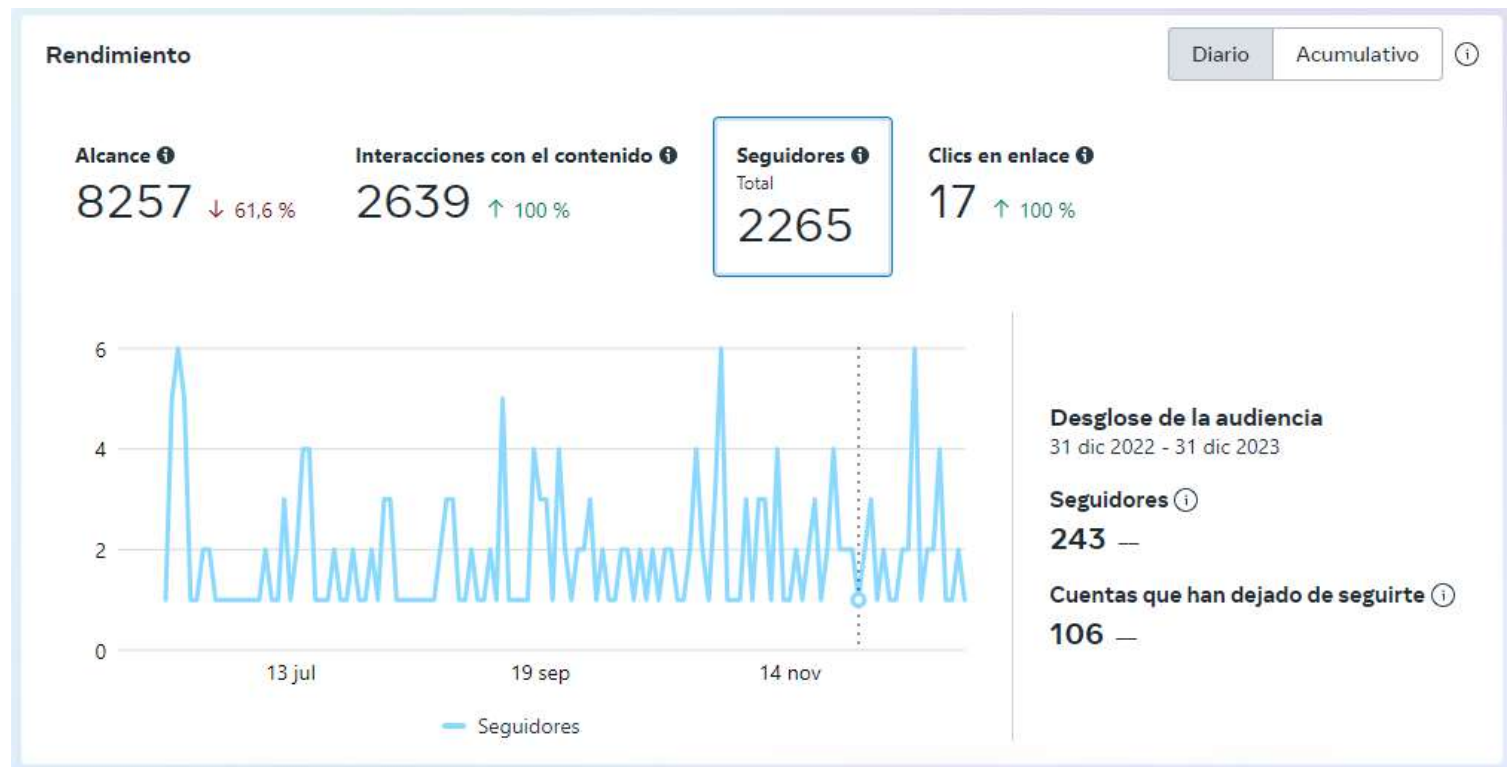 Rendimiento
Diario
Acumulativo
Alcance
8257 ↓ 61,6 %
Interacciones con el contenido
2639 ↑ 100 %
Seguidores
Total
2265
Clics en enlace
17 ↑ 100 %
6
4
2
0
13 jul
19 sep
14 nov
Seguidores
Desglose de la audiencia
31 dic 2022 - 31 dic 2023
Seguidores
243 —
Cuentas que han dejado de seguirte
106 —